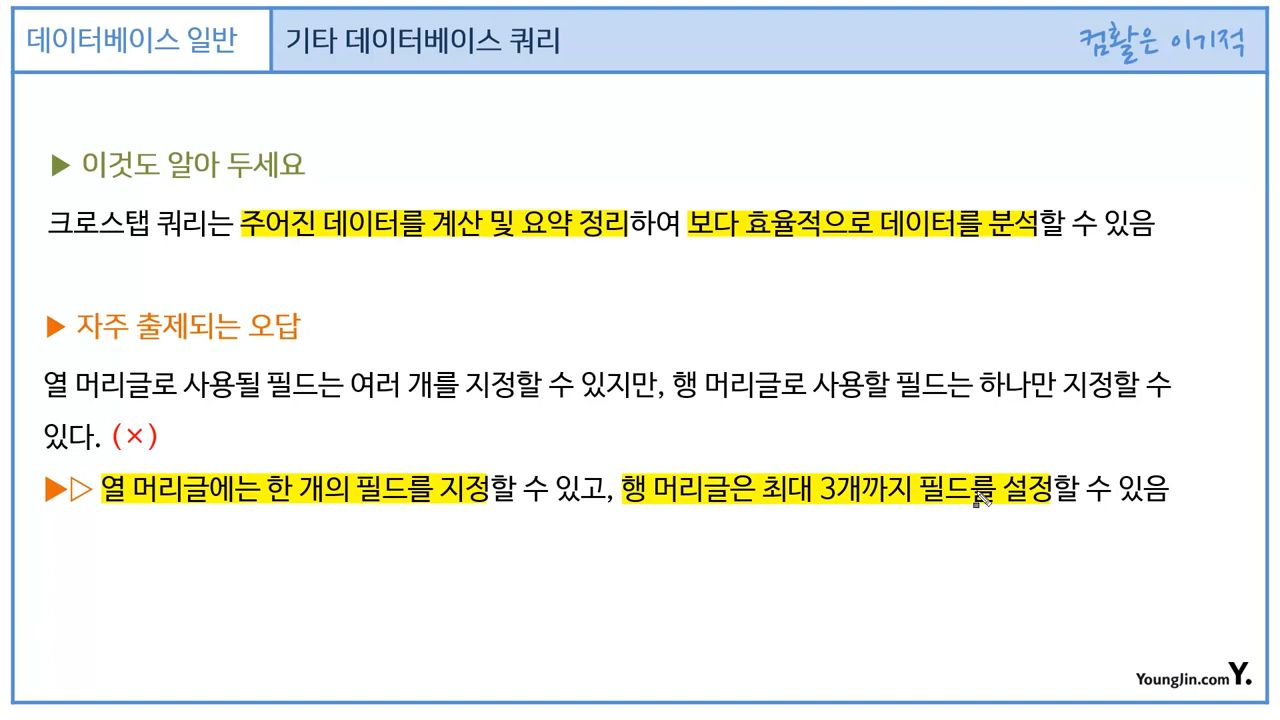 데이터베이스 일반
기타 데이터베이스 쿼리
컴활은 이기적
▶ 이것도 알아 두세요
크로스탭 쿼리는 주어진 데이터를 계산 및 요약 정리하여 보다 효율적으로 데이터를 분석할 수 있음
▶ 자주 출제되는 오답
열 머리글로 사용될 필드는 여러 개를 지정할 수 있지만, 행 머리글로 사용할 필드는 하나만 지정할 수
있다. (×)
▶▷ 열 머리글에는 한 개의 필드를 지정할 수 있고, 행 머리글은 최대 3개까지 필드를 설정할 수 있음
YoungJin.com Y.